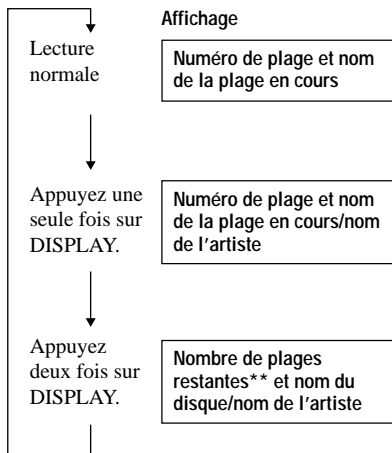 Affichage
Lecture
normale
Numéro de plage et nom
de la plage en cours
Appuyez une
seule fois sur
DISPLAY.
Numéro de plage et nom
de la plage en cours/nom
de l'artiste
Appuyez
deux fois sur
DISPLAY.
Nombre de plages
restantes** et nom du
disque/nom de l'artiste